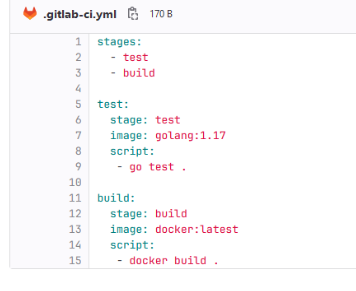 .gitlab-ci.yml 170 B
1 stages:
2   - test
3   - build
4
5 test:
6   stage: test
7   image: golang:1.17
8   script:
9    - go test .
10
11 build:
12   stage: build
13   image: docker:latest
14   script:
15    - docker build .